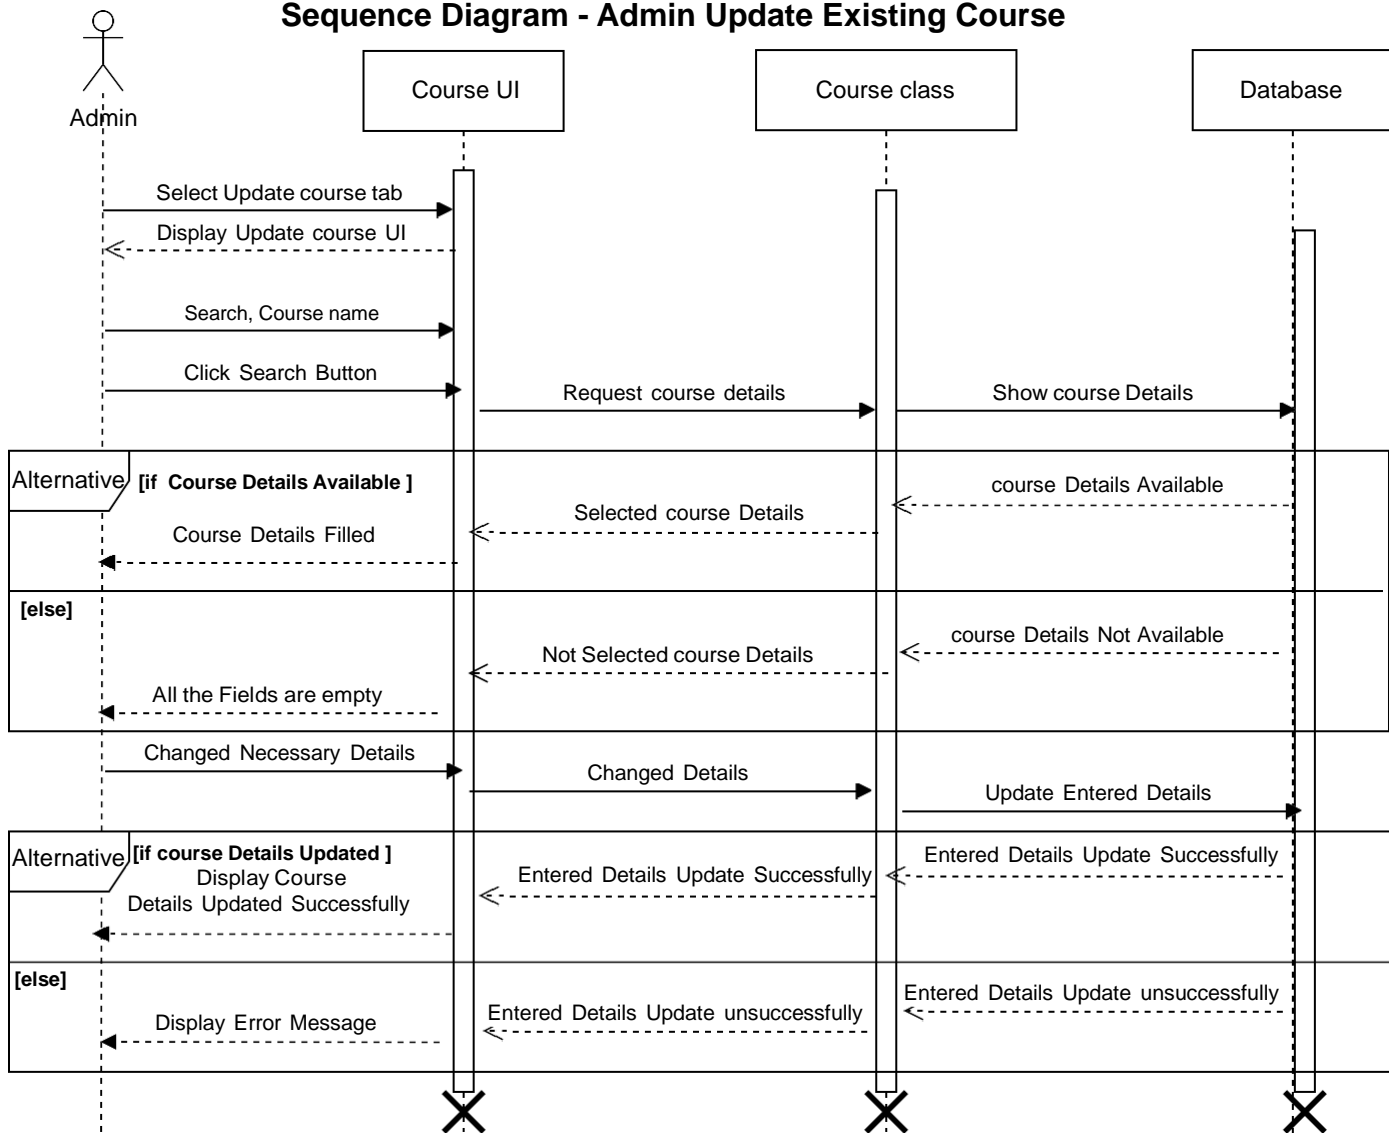 Sequence Diagram - Admin Update Existing Course
Admin
Course UI
Course class
Database
Select Update course tab
Display Update course UI
Search, Course name
Click Search Button
Request course details
Show course Details
Alternative
[if Course Details Available ]
course Details Available
Selected course Details
Course Details Filled
[else]
course Details Not Available
Not Selected course Details
All the Fields are empty
Changed Necessary Details
Changed Details
Update Entered Details
Alternative
[if course Details Updated ]
Entered Details Update Successfully
Entered Details Update Successfully
Display Course
Details Updated Successfully
[else]
Entered Details Update unsuccessfully
Entered Details Update unsuccessfully
Display Error Message